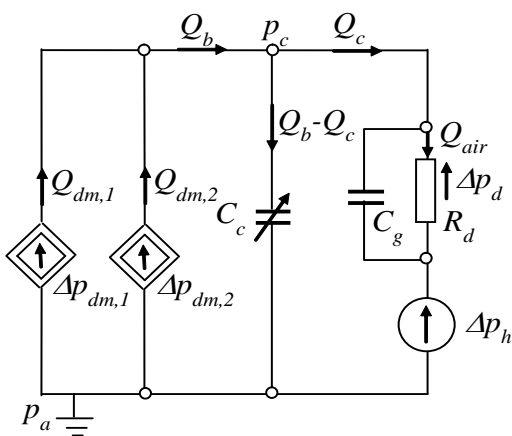 Q_b
p_c
Q_c
Q_b-Q_c
Q_air
Q_dm,1
Q_dm,2
Δp_d
C_c
C_g
R_d
Δp_dm,1
Δp_dm,2
Δp_h
p_a